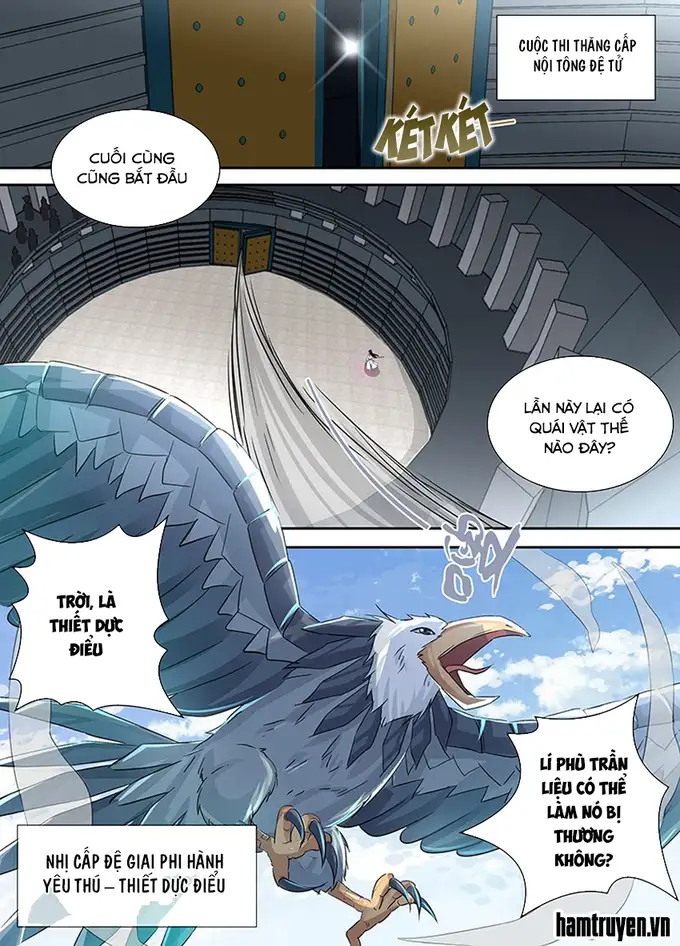 CUỘC THI THĂNG CẤP
NỘI TÔNG ĐỆ TỬ
KÉT KÉT
CUỐI CÙNG
CŨNG BẮT ĐẦU
LẦN NÀY LẠI CÓ
QUÁI VẬT THẾ
NÀO ĐÂY?
TRỜI, LÀ
THIẾT DỰC
ĐIỂU
LÍ PHÙ TRẦN
LIỆU CÓ THỂ
LÀM NÓ BỊ
THƯƠNG
KHÔNG?
NHỊ CẤP ĐỆ GIAI PHI HÀNH
YÊU THÚ – THIẾT DỰC ĐIỂU
hamtruyen.vn